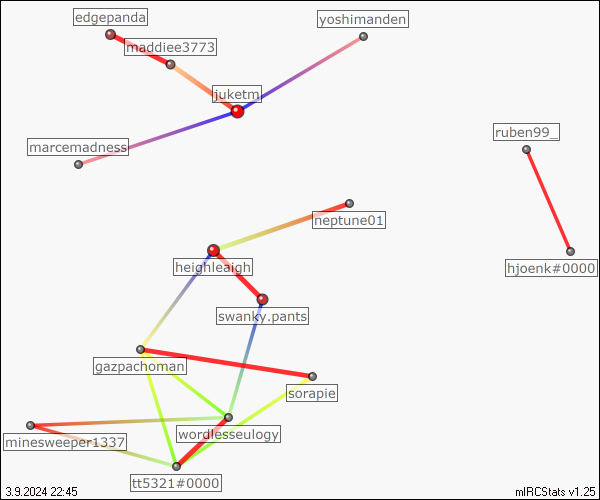 edgepanda
yoshimanden
maddiee3773
juketm
ruben99_
marcemadness
neptune01
heighleaigh
hjoenk#0000
swanky.pants
gazpachoman
sorapie
wordlesseulogy
minesweeper1337
tt5321#0000
3.9.2024 22:45
mIRCStats v1.25